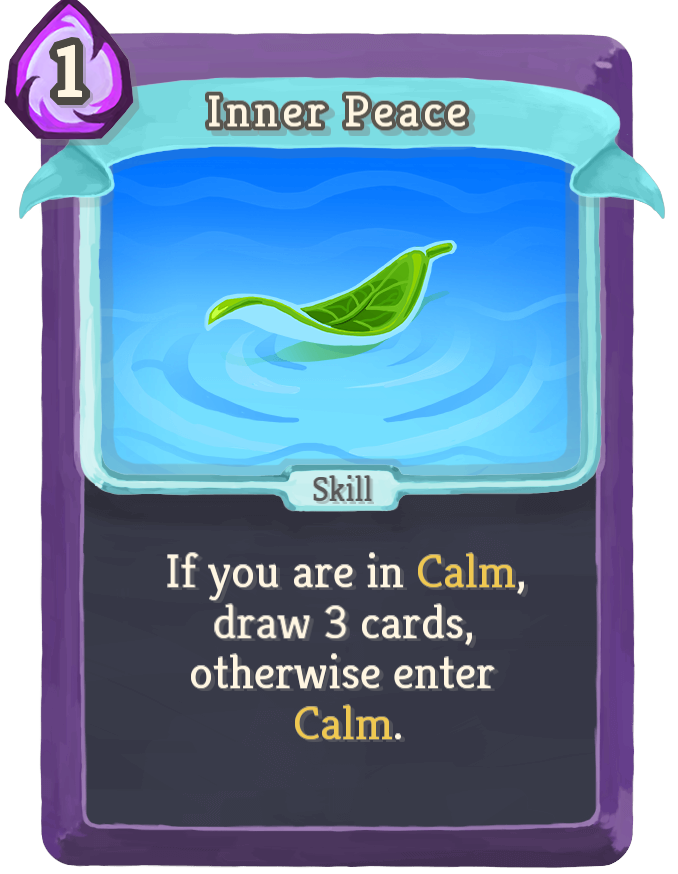 1
Inner Peace
Skill
If you are in Calm,
draw 3 cards,
otherwise enter
Calm.